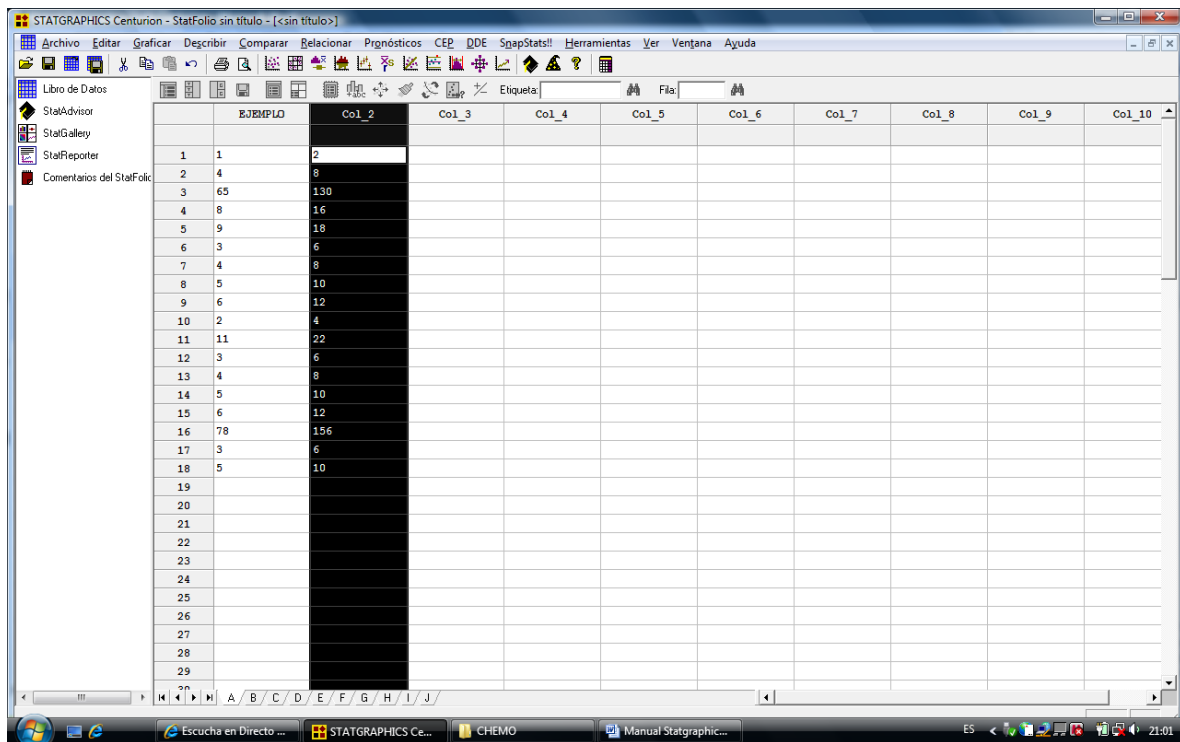 STATGRAPHICS Centurion - StatFolio sin título - [<sin título>]
Archivo Editar Graficar Describir Comparar Relacionar Pronósticos CEP DDE SnapStats!! Herramientas Ver Ventana Ayuda
Libro de Datos
StatAdvisor
StatGallery
StatReporter
Comentarios del StatFolic
Etiqueta: Fila:
EJEMPLO Col_2 Col_3 Col_4 Col_5 Col_6 Col_7 Col_8 Col_9 Col_10
1 1 2
2 4 8
3 65 130
4 8 16
5 9 18
6 3 6
7 4 8
8 5 10
9 6 12
10 2 4
11 11 22
12 3 6
13 4 8
14 5 10
15 6 12
16 78 156
17 3 6
18 5 10
19
20
21
22
23
24
25
26
27
28
29
30
A B C D E F G H I J
Escucha en Directo ... STATGRAPHICS Ce... CHEMO Manual Statgraphic... ES 21:01